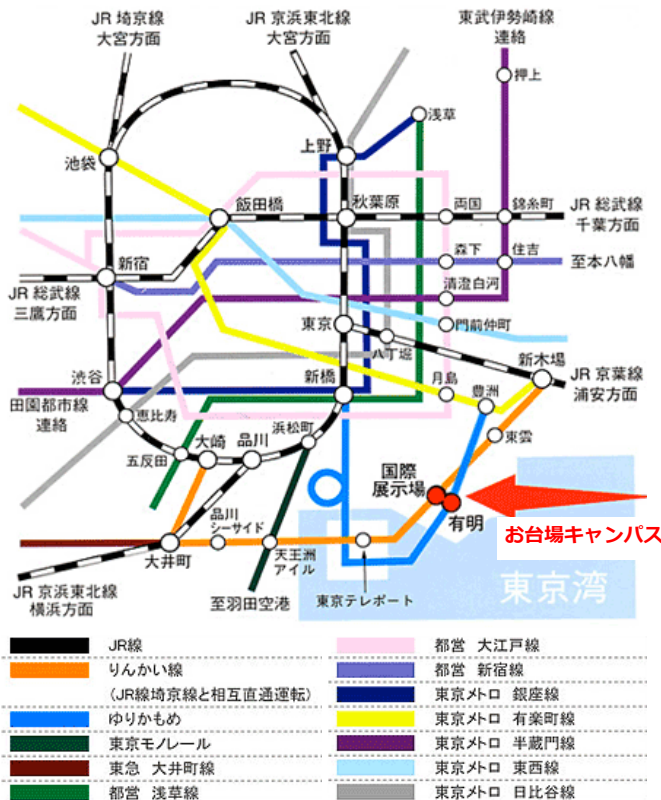 JR 埼京線
大宮方面
JR 京浜東北線
大宮方面
東武伊勢崎線
連絡
押上
浅草
上野
池袋
飯田橋
秋葉原
両国
錦糸町
JR 総武線
千葉方面
新宿
森下
住吉
至本八幡
JR 総武線
三鷹方面
清澄白河
東京
門前仲町
八丁堀
新木場
JR 京葉線
浦安方面
渋谷
田園都市線
連絡
新橋
月島
豊洲
恵比寿
浜松町
東雲
五反田
大崎
品川
国際
展示場
有明
お台場キャンパス
品川
シーサイド
大井町
天王洲
アイル
東京テレポート
東京湾
JR 京浜東北線
横浜方面
至羽田空港
JR線
りんかい線
(JR線埼京線と相互直通運転)
ゆりかもめ
東京モノレール
東急 大井町線
都営 浅草線
都営 大江戸線
都営 新宿線
東京メトロ 銀座線
東京メトロ 有楽町線
東京メトロ 半蔵門線
東京メトロ 東西線
東京メトロ 日比谷線